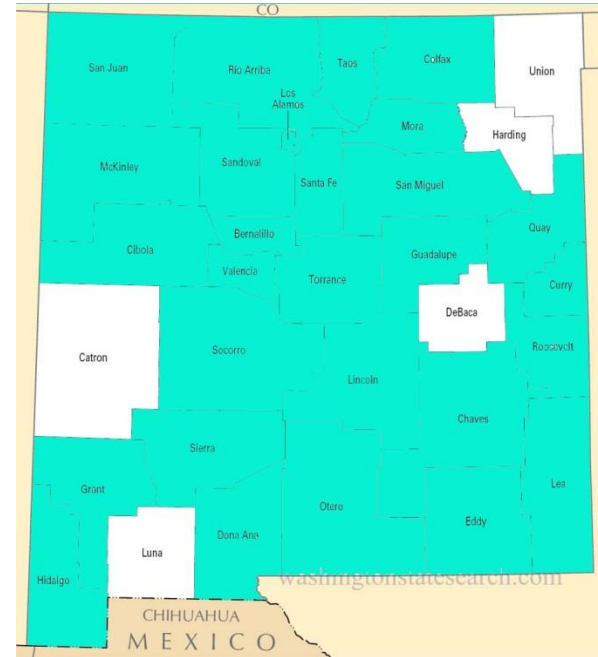 CO
San Juan
Rio Arriba
Taos
Colfax
Union
Los
Alamos
Mora
Harding
McKinley
Sandoval
Santa Fe
San Miguel
Quay
Bernalillo
Cibola
Valencia
Torrance
Guadalupe
Curry
DeBaca
Catron
Socorro
Lincoln
Roosevelt
Chaves
Sierra
Grant
Otero
Lea
Eddy
Luna
Dona Ana
Hidalgo
washingtonstatesearch.com
CHIHUAHUA
MEXICO